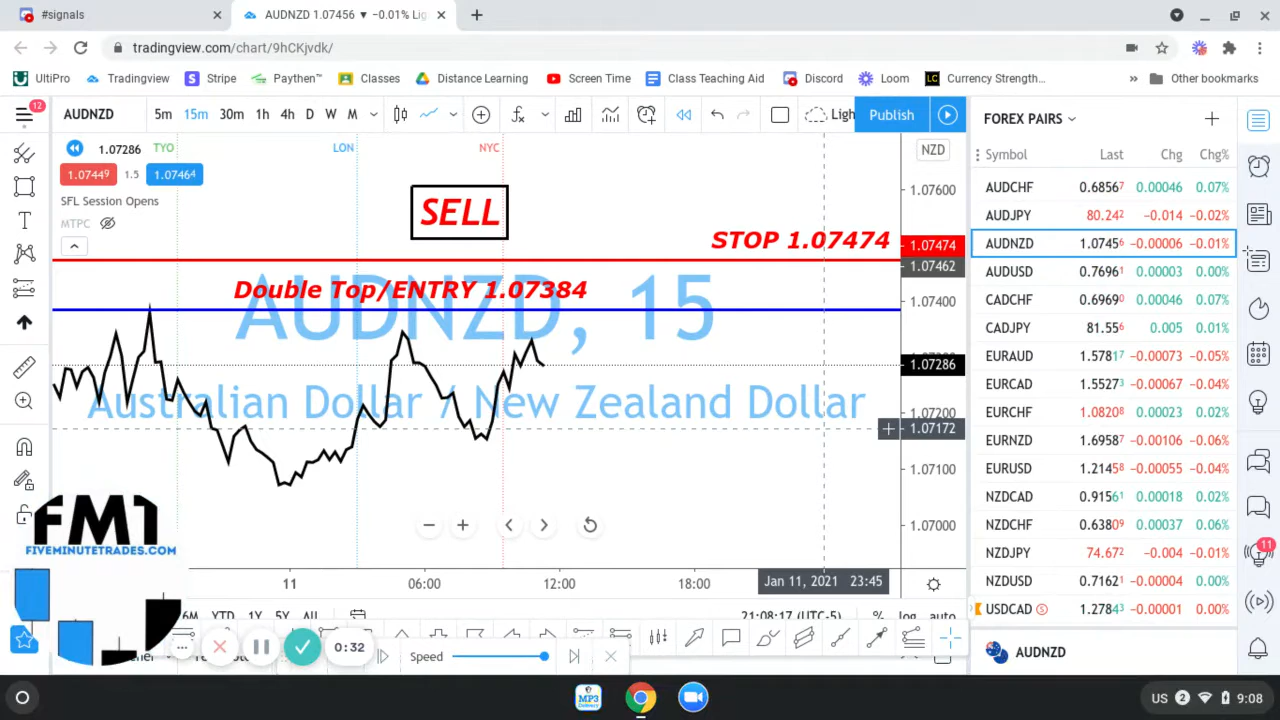 #signals
AUDNZD 1.07456 ▼ −0.01% Lig
tradingview.com/chart/9hCKjvdk/
UltiPro Tradingview Stripe Paythen™ Classes Distance Learning Screen Time Class Teaching Aid Discord Loom Currency Strength... » Other bookmarks
12
AUDNZD 5m 15m 30m 1h 4h D W M Ligh Publish
FOREX PAIRS
1.07286 TYO LON NYC NZD
Symbol Last Chg Chg%
1.07449 1.5 1.07464
SFL Session Opens
MTPC
SELL
STOP 1.07474
Double Top/ENTRY 1.07384
AUDNZD, 15
Australian Dollar / New Zealand Dollar
1.07600
1.07474
1.07462
1.07400
1.07286
1.07200
1.07172
1.07100
1.07000
AUDCHF 0.68567 0.00046 0.07%
AUDJPY 80.242 −0.014 −0.02%
AUDNZD 1.07456 −0.00006 −0.01%
AUDUSD 0.76961 0.00003 0.00%
CADCHF 0.69690 0.00046 0.07%
CADJPY 81.556 0.005 0.01%
EURAUD 1.57817 −0.00073 −0.05%
EURCAD 1.55273 −0.00067 −0.04%
EURCHF 1.08208 0.00023 0.02%
EURNZD 1.69587 −0.00106 −0.06%
EURUSD 1.21458 −0.00055 −0.04%
NZDCAD 0.91561 0.00018 0.02%
NZDCHF 0.63809 0.00037 0.06%
NZDJPY 74.672 −0.004 −0.01%
NZDUSD 0.71621 −0.00004 0.00%
USDCAD 1.27843 −0.00001 0.00%
11
FM1
FIVEMINUTETRADES.COM
11 06:00 12:00 18:00 Jan 11, 2021 23:45
6M YTD 1Y 5Y All 21:08:17 (UTC-5) % log auto
0:32 Speed
AUDNZD
MP3
US 2 9:08